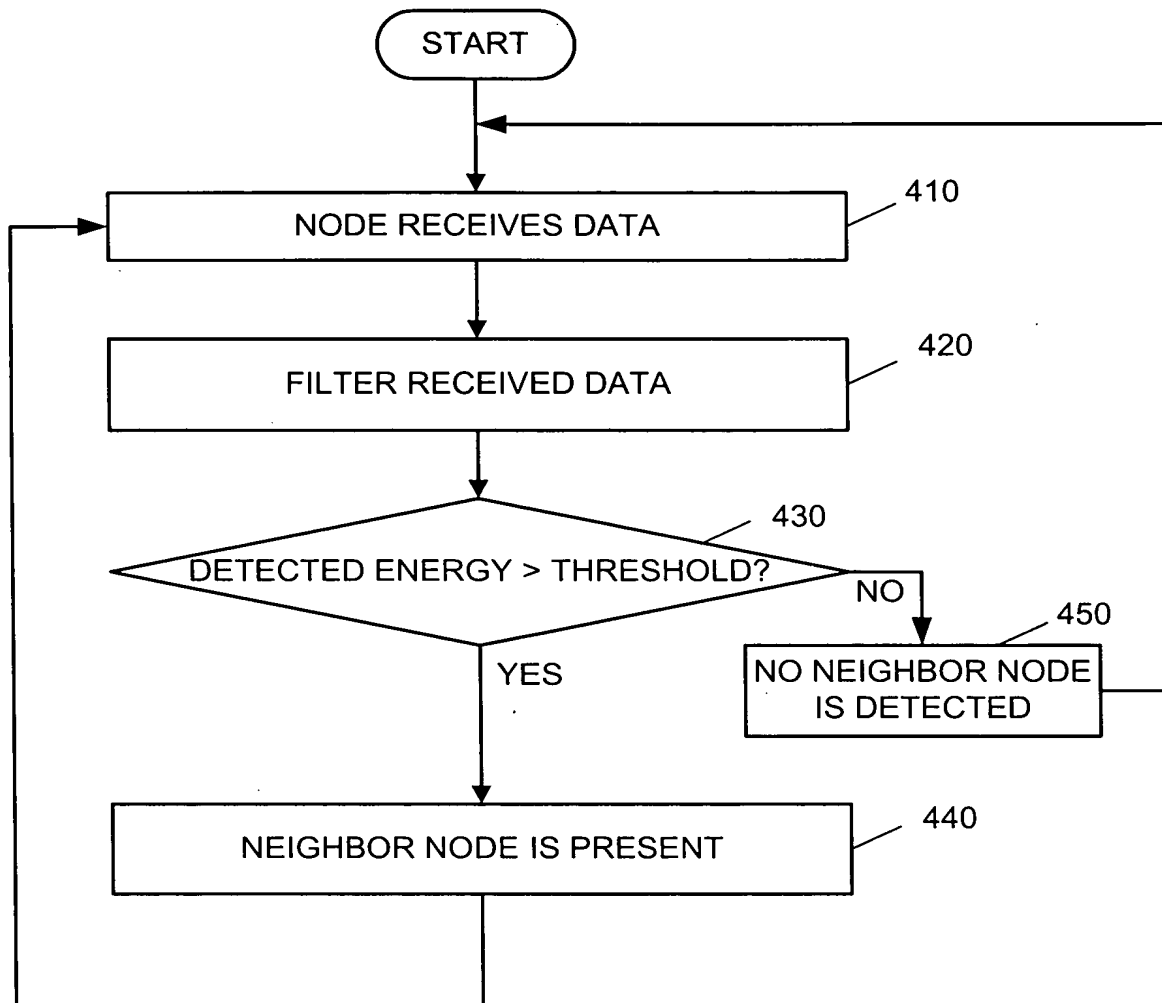 START
410
NODE RECEIVES DATA
420
FILTER RECEIVED DATA
430
DETECTED ENERGY > THRESHOLD?
NO
450
YES
NO NEIGHBOR NODE
IS DETECTED
440
NEIGHBOR NODE IS PRESENT